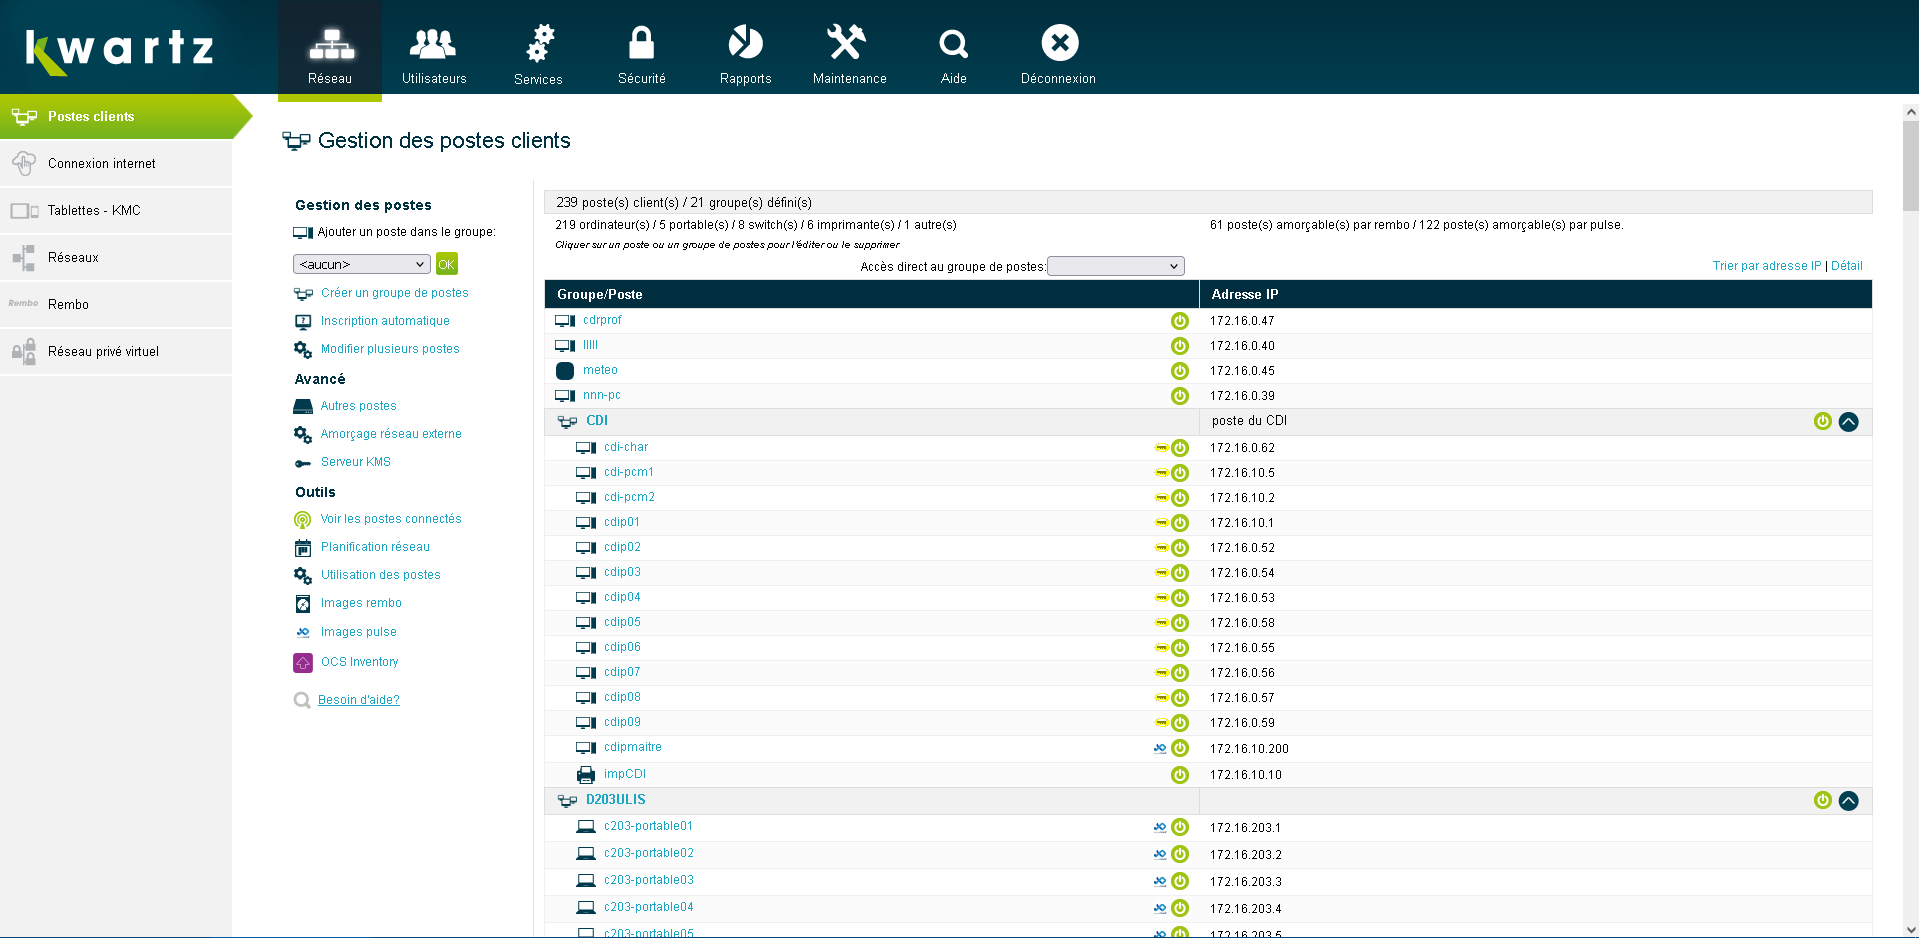 kwartz
Réseau
Utilisateurs
Services
Sécurité
Rapports
Maintenance
Aide
Déconnexion
Postes clients
Connexion internet
Tablettes - KMC
Réseaux
Rembo Rembo
Réseau privé virtuel
Gestion des postes clients
Gestion des postes
Ajouter un poste dans le groupe:
<aucun> OK
Créer un groupe de postes
Inscription automatique
Modifier plusieurs postes
Avancé
Autres postes
Amorçage réseau externe
Serveur KMS
Outils
Voir les postes connectés
Planification réseau
Utilisation des postes
Images rembo
Images pulse
OCS Inventory
Besoin d'aide?
239 poste(s) client(s) / 21 groupe(s) défini(s)
219 ordinateur(s) / 5 portable(s) / 8 switch(s) / 6 imprimante(s) / 1 autre(s) 61 poste(s) amorçable(s) par rembo / 122 poste(s) amorçable(s) par pulse.
Cliquer sur un poste ou un groupe de postes pour l'éditer ou le supprimer
Accès direct au groupe de postes: Trier par adresse IP | Détail
Groupe/Poste Adresse IP
cdrprof 172.16.0.47
lllll 172.16.0.40
meteo 172.16.0.45
nnn-pc 172.16.0.39
CDI poste du CDI
cdi-char 172.16.0.62
cdi-pcm1 172.16.10.5
cdi-pcm2 172.16.10.2
cdip01 172.16.10.1
cdip02 172.16.0.52
cdip03 172.16.0.54
cdip04 172.16.0.53
cdip05 172.16.0.58
cdip06 172.16.0.55
cdip07 172.16.0.56
cdip08 172.16.0.57
cdip09 172.16.0.59
cdipmaitre 172.16.10.200
impCDI 172.16.10.10
D203ULIS
c203-portable01 172.16.203.1
c203-portable02 172.16.203.2
c203-portable03 172.16.203.3
c203-portable04 172.16.203.4
c203-portable05 172.16.203.5